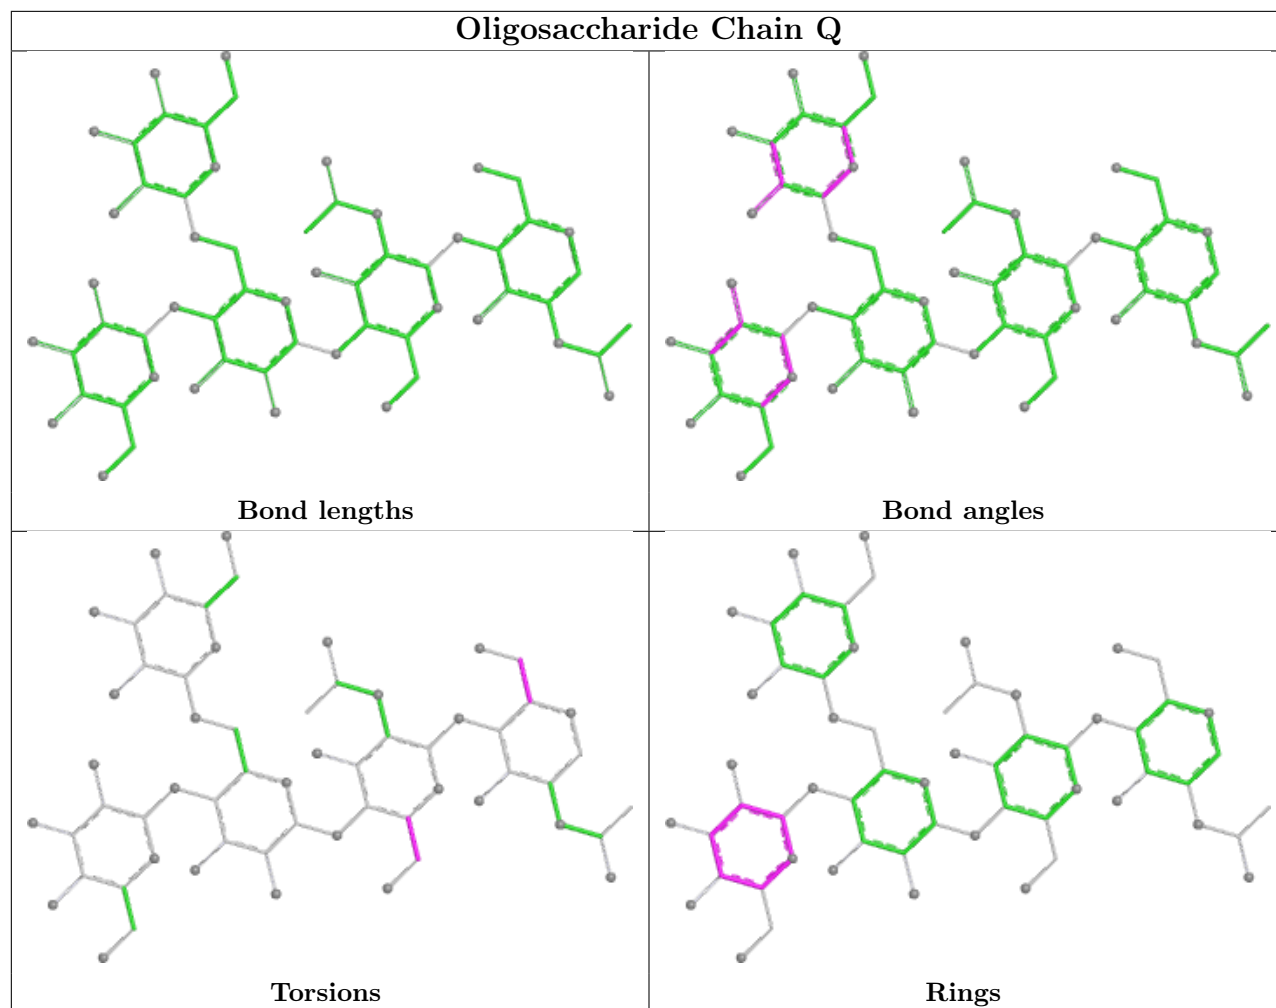 Oligosaccharide Chain Q
Bond lengths
Bond angles
Torsions
Rings